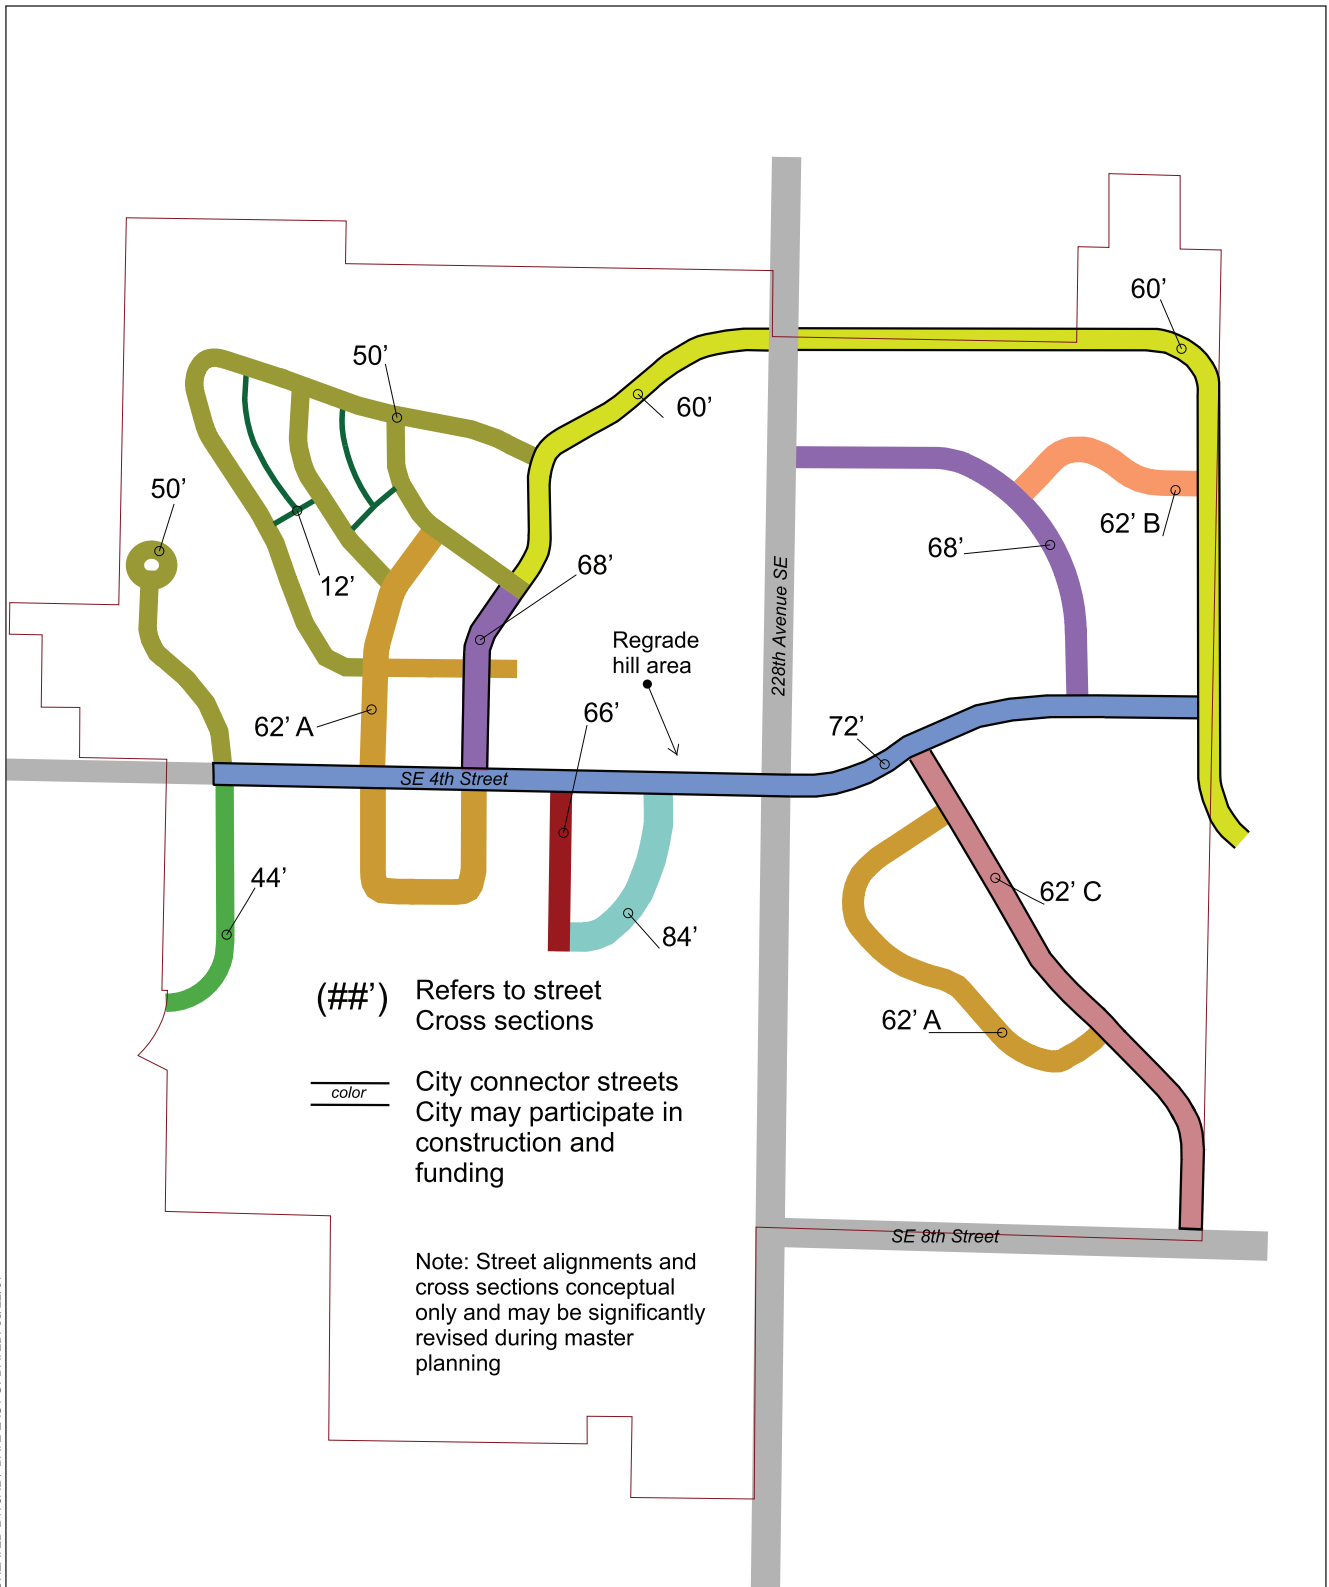 60’
50’
60’
50’
62’ B
68’
12’
68’
228th Avenue SE
Regrade
hill area
66’
62’ A
72’
SE 4th Street
44’
62’ C
84’
(##’)
Refers to street
Cross sections
62’ A
color
City connector streets
City may participate in
construction and
funding
SE 8th Street
Note: Street alignments and
cross sections conceptual
only and may be significantly
revised during master
planning